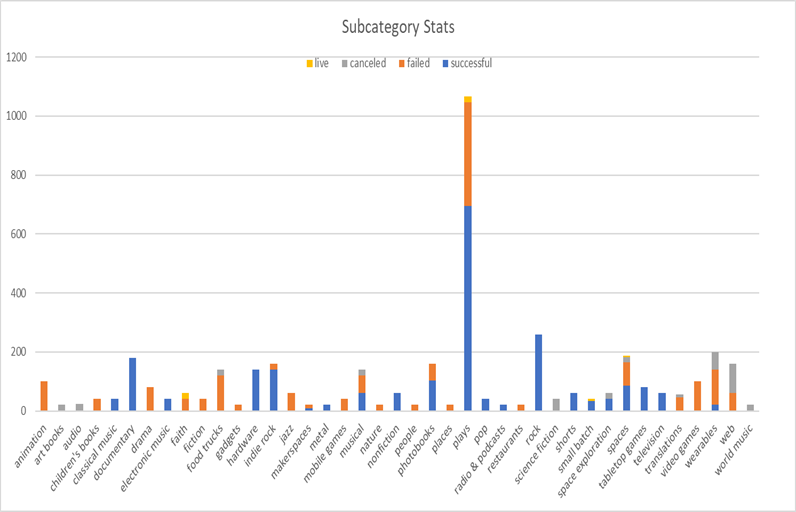 Subcategory Stats
live canceled failed successful
1200
1000
800
600
400
200
0
animation
art books
audio
children's books
classical music
documentary
drama
electronic music
faith
fiction
food trucks
gadgets
hardware
indie rock
jazz
makerspaces
metal
mobile games
musical
nature
nonfiction
people
photobooks
places
plays
pop
radio & podcasts
restaurants
rock
science fiction
shorts
small batch
space exploration
spaces
tabletop games
television
translations
video games
wearables
web
world music